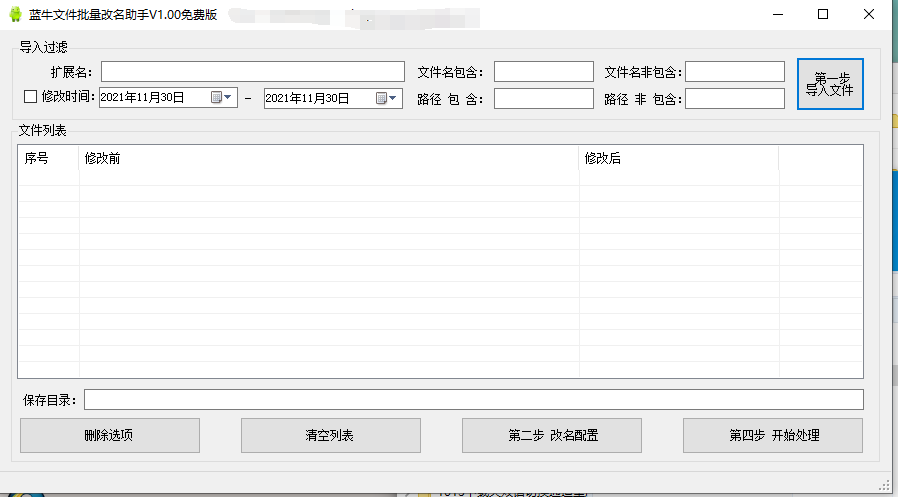 蓝牛文件批量改名助手V1.00免费版
导入过滤
扩展名: 文件名包含: 文件名非包含:
修改时间: 2021年11月30日 - 2021年11月30日 路径 包 含: 路径 非 包含:
第一步
导入文件
文件列表
序号 修改前 修改后
保存目录:
删除选项 清空列表 第二步 改名配置 第四步 开始处理